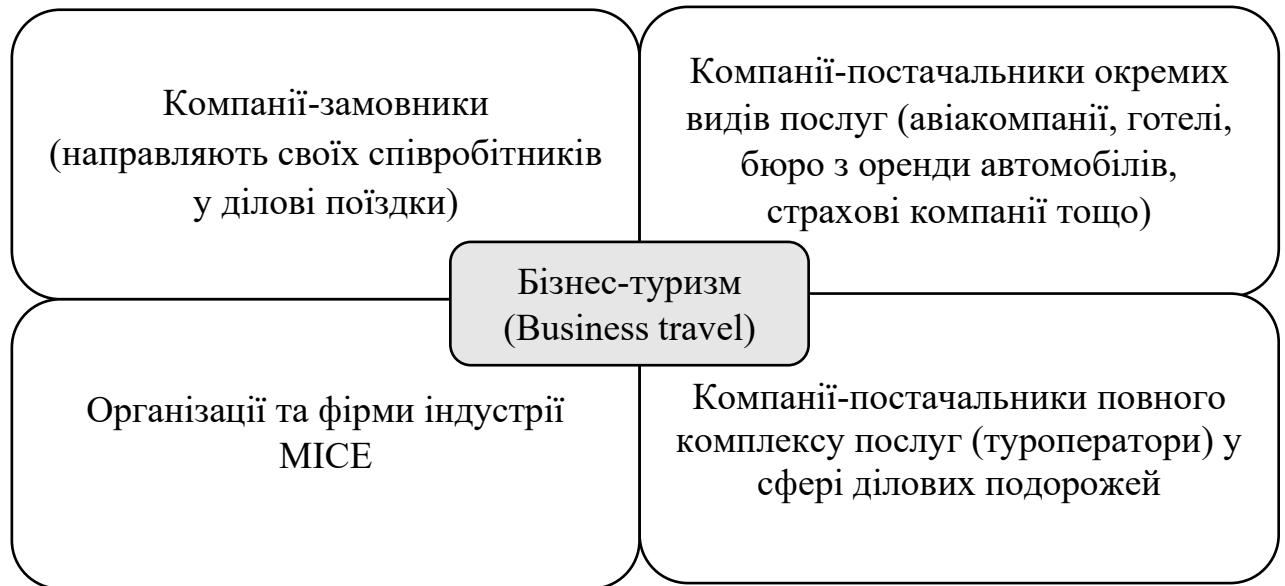 Компанії-замовники
(направляють своїх співробітників
у ділові поїздки)
Компанії-постачальники окремих
видів послуг (авіакомпанії, готелі,
бюро з оренди автомобілів,
страхові компанії тощо)
Бізнес-туризм
(Business travel)
Організації та фірми індустрії
MICE
Компанії-постачальники повного
комплексу послуг (туроператори) у
сфері ділових подорожей